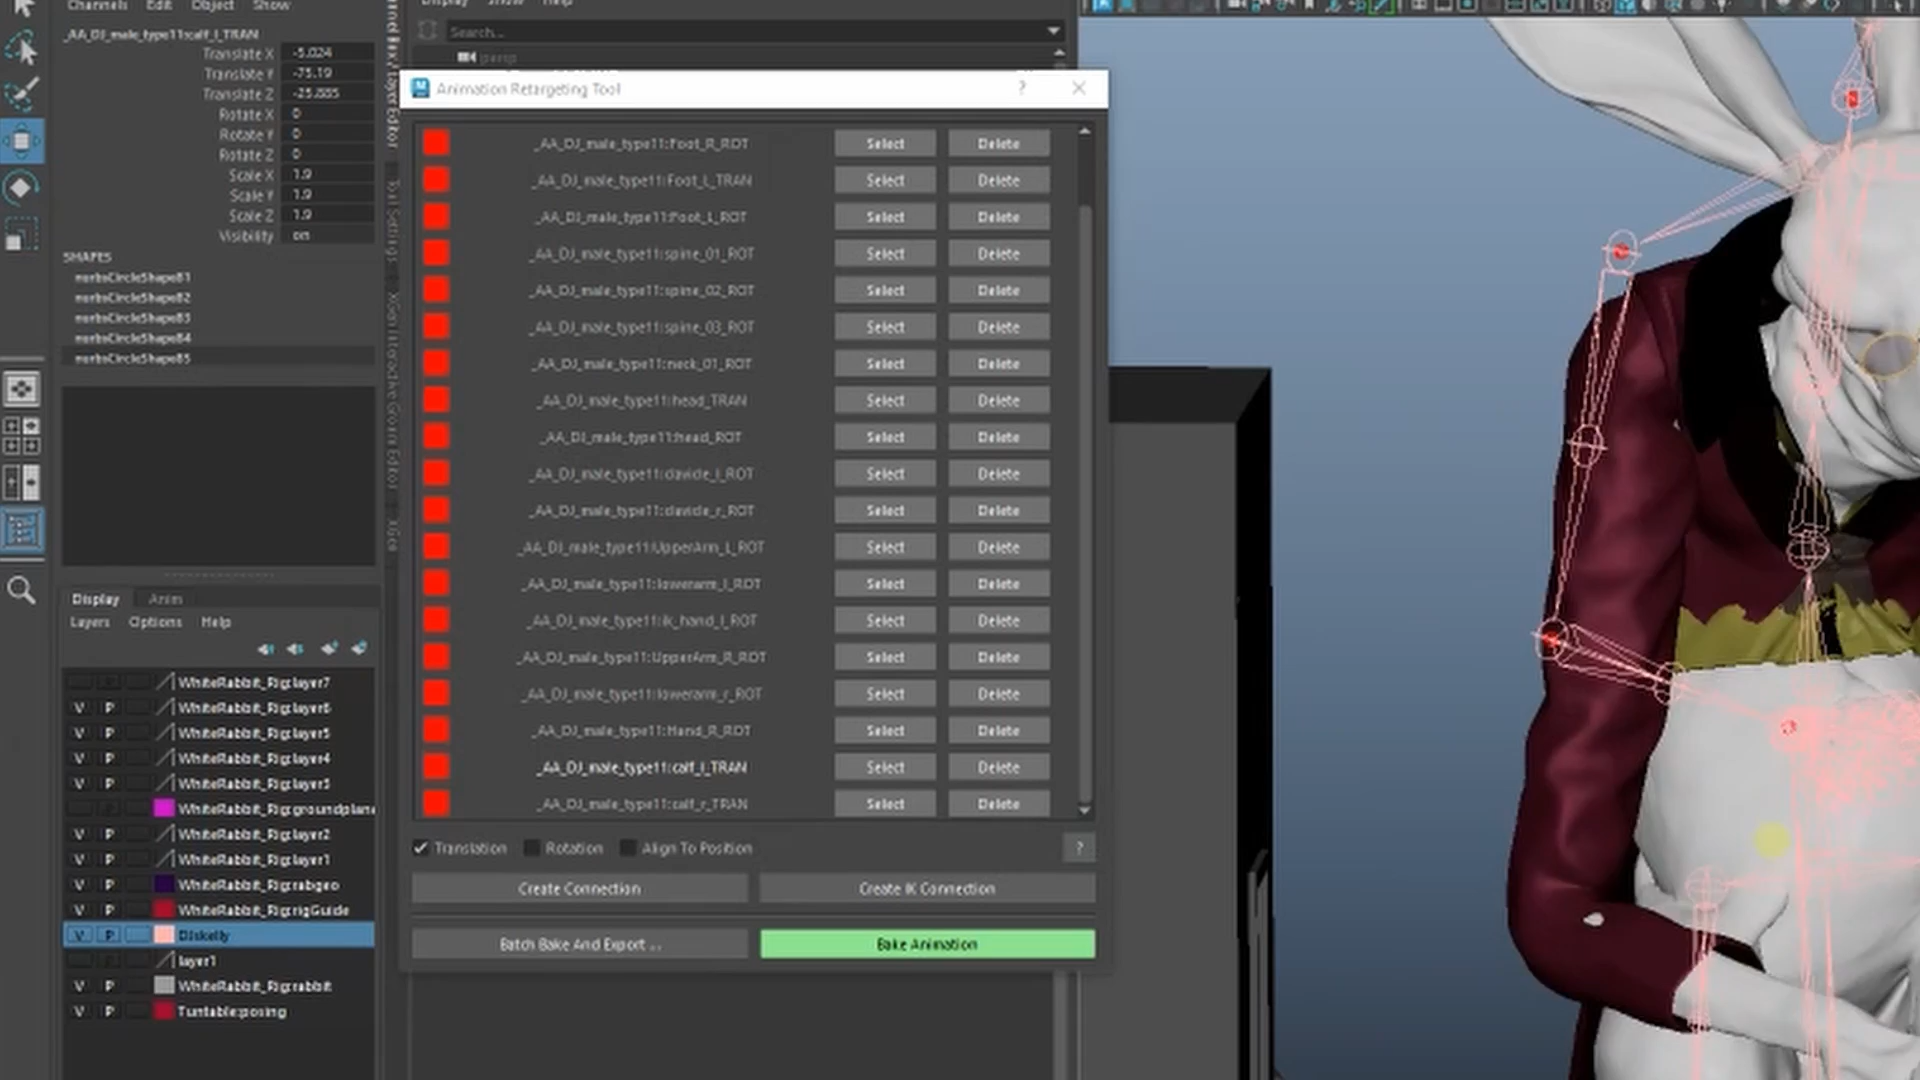 Channels Edit Object Show
_AA_DJ_male_type11:calf_l_TRAN
Translate X -5.024
Translate Y -75.19
Translate Z -25.885
Rotate X 0
Rotate Y 0
Rotate Z 0
Scale X 1.9
Scale Y 1.9
Scale Z 1.9
Visibility on
SHAPES
nurbsCircleShape81
nurbsCircleShape82
nurbsCircleShape83
nurbsCircleShape84
nurbsCircleShape85
Display Anim
Layers Options Help
WhiteRabbit_Rig:layer7
V P WhiteRabbit_Rig:layer6
V P WhiteRabbit_Rig:layer5
V P WhiteRabbit_Rig:layer4
V P WhiteRabbit_Rig:layer3
WhiteRabbit_Rig:groundplane
V P WhiteRabbit_Rig:layer2
V P WhiteRabbit_Rig:layer1
V P WhiteRabbit_Rig:rabgeo
V P WhiteRabbit_Rig:rigGuide
V P DJskelly
layer1
V P WhiteRabbit_Rig:rabbit
V P Turntable:posing
Display Show Help
Search...
persp
Animation Retargeting Tool ?
_AA_DJ_male_type11:Foot_R_ROT Select Delete
_AA_DJ_male_type11:Foot_L_TRAN Select Delete
_AA_DJ_male_type11:Foot_L_ROT Select Delete
_AA_DJ_male_type11:spine_01_ROT Select Delete
_AA_DJ_male_type11:spine_02_ROT Select Delete
_AA_DJ_male_type11:spine_03_ROT Select Delete
_AA_DJ_male_type11:neck_01_ROT Select Delete
_AA_DJ_male_type11:head_TRAN Select Delete
_AA_DJ_male_type11:head_ROT Select Delete
_AA_DJ_male_type11:clavicle_l_ROT Select Delete
_AA_DJ_male_type11:clavicle_r_ROT Select Delete
_AA_DJ_male_type11:UpperArm_L_ROT Select Delete
_AA_DJ_male_type11:lowerarm_l_ROT Select Delete
_AA_DJ_male_type11:ik_hand_l_ROT Select Delete
_AA_DJ_male_type11:UpperArm_R_ROT Select Delete
_AA_DJ_male_type11:lowerarm_r_ROT Select Delete
_AA_DJ_male_type11:Hand_R_ROT Select Delete
_AA_DJ_male_type11:calf_l_TRAN Select Delete
_AA_DJ_male_type11:calf_r_TRAN Select Delete
Translation Rotation Align To Position ?
Create Connection Create IK Connection
Batch Bake And Export ... Bake Animation